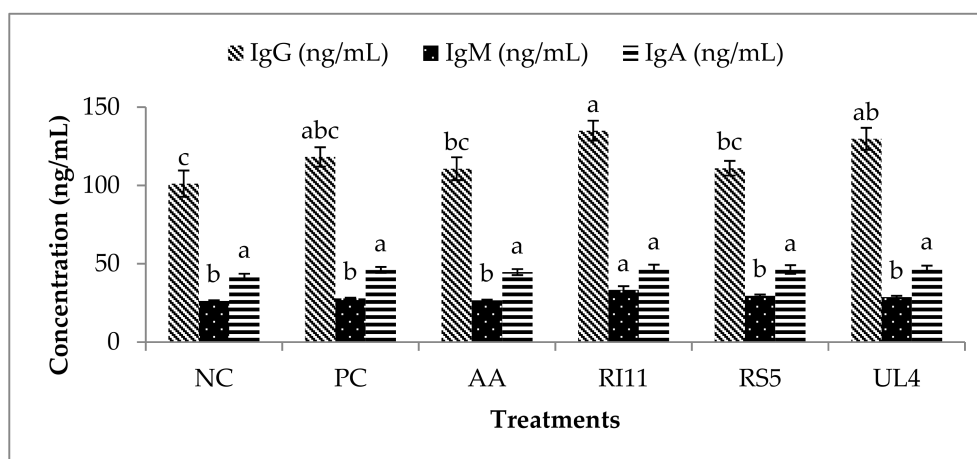 IgG (ng/mL) IgM (ng/mL) IgA (ng/mL)
Concentration (ng/mL)
150
100
50
0
c b a
abc b a
bc b a
a a a
bc b a
ab b a
NC PC AA RI11 RS5 UL4
Treatments